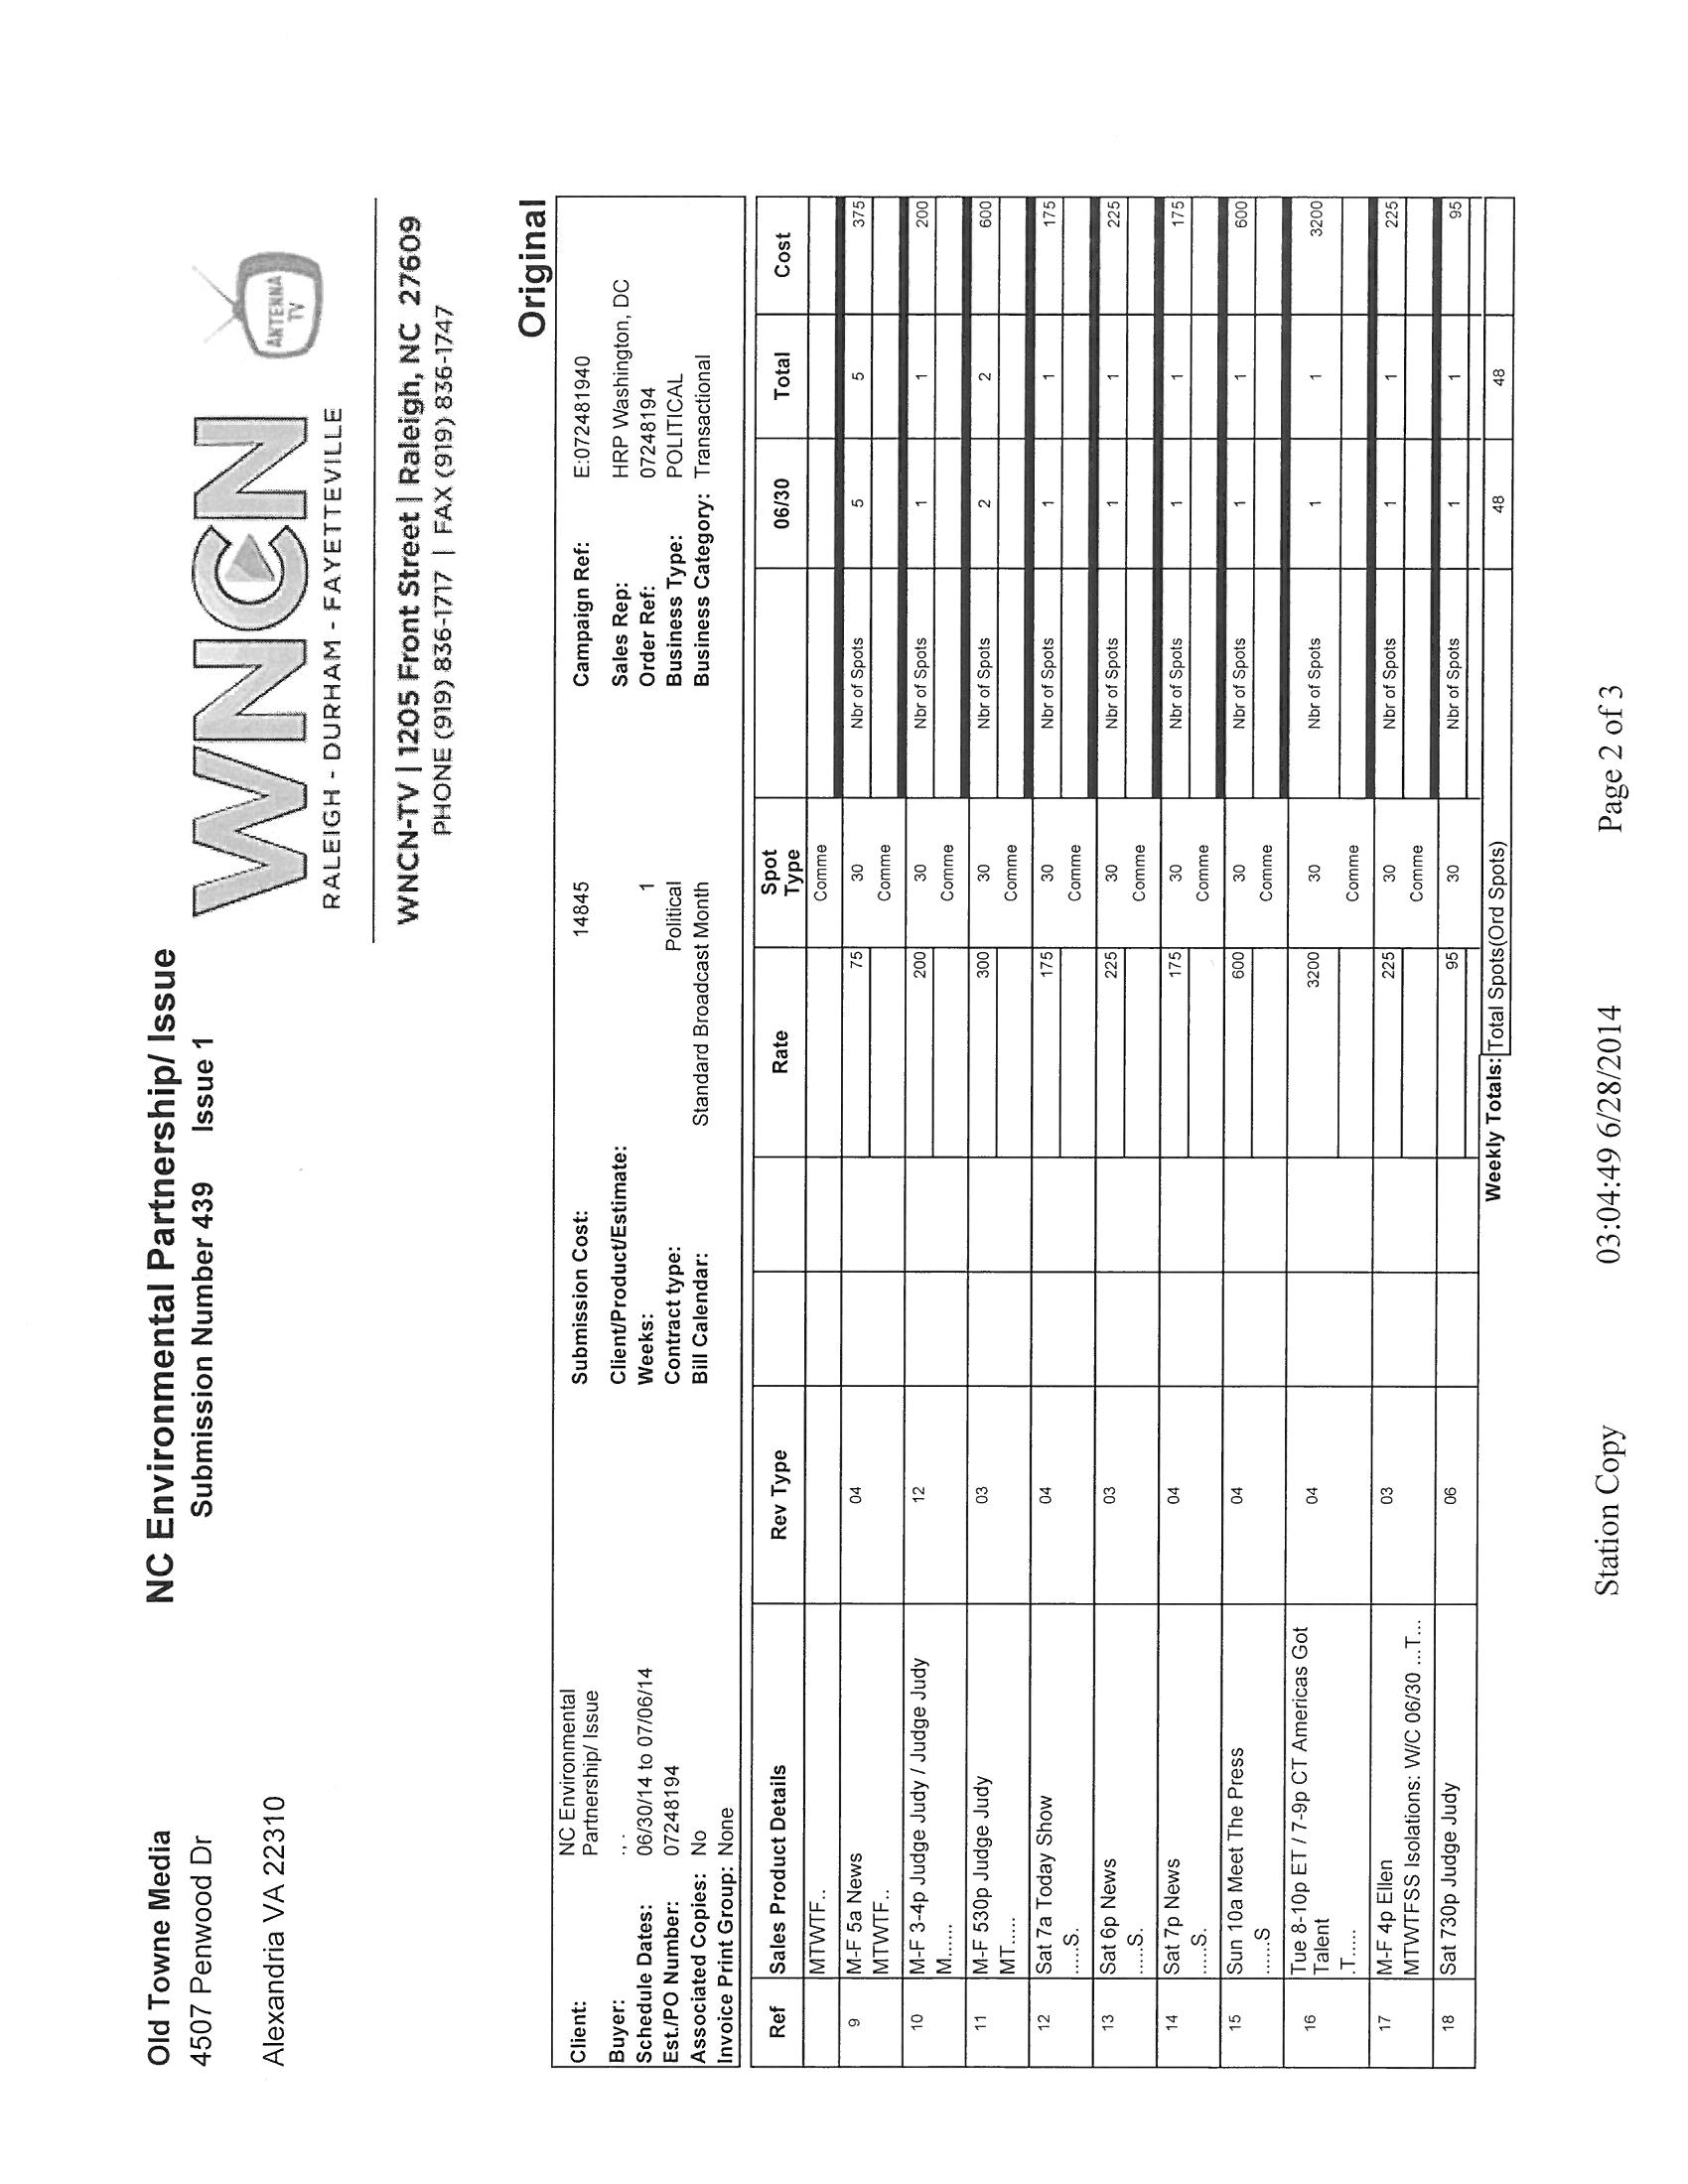 Old Towne Media
4507 Penwood Dr
Alexandria VA 22310
NC Environmental Partnership/ Issue
Submission Number 439 Issue 1
WNCN
RALEIGH - DURHAM - FAYETTEVILLE
ANTENNA
TV
WNCN-TV | 1205 Front Street | Raleigh, NC 27609
PHONE (919) 836-1717 | FAX (919) 836-1747
Original
Client: NC Environmental Partnership/ Issue Submission Cost: 14845 Campaign Ref: E:07248194​0
Buyer: ., . Client/Product/Estimate: Sales Rep: HRP Washington, DC
Schedule Dates: 06/30/14 to 07/06/14 Weeks: 1 Order Ref: 07248194
Est./PO Number: 07248194 Contract type: Political Business Type: POLITICAL
Associated Copies: No Bill Calendar: Standard Broadcast Month Business Category: Transactional
Invoice Print Group: None
Ref Sales Product Details Rev Type Rate Spot Type 06/30 Total Cost
MTWTF.. Comme
9 M-F 5a News 04 75 30 Nbr of Spots 5 5 375
MTWTF.. Comme
10 M-F 3-4p Judge Judy / Judge Judy 12 200 30 Nbr of Spots 1 1 200
M...... Comme
11 M-F 530p Judge Judy 03 300 30 Nbr of Spots 2 2 600
MT..... Comme
12 Sat 7a Today Show 04 175 30 Nbr of Spots 1 1 175
.....S. Comme
13 Sat 6p News 03 225 30 Nbr of Spots 1 1 225
.....S. Comme
14 Sat 7p News 04 175 30 Nbr of Spots 1 1 175
.....S. Comme
15 Sun 10a Meet The Press 04 600 30 Nbr of Spots 1 1 600
......S Comme
16 Tue 8-10p ET / 7-9p CT Americas Got Talent 04 3200 30 Nbr of Spots 1 1 3200
.T..... Comme
17 M-F 4p Ellen 03 225 30 Nbr of Spots 1 1 225
MTWTFSS Isolations: W/C 06/30 ...T... Comme
18 Sat 730p Judge Judy 06 95 30 Nbr of Spots 1 1 95
Weekly Totals: Total Spots(Ord Spots) 48 48
Station Copy 03:04:49 6/28/2014 Page 2 of 3